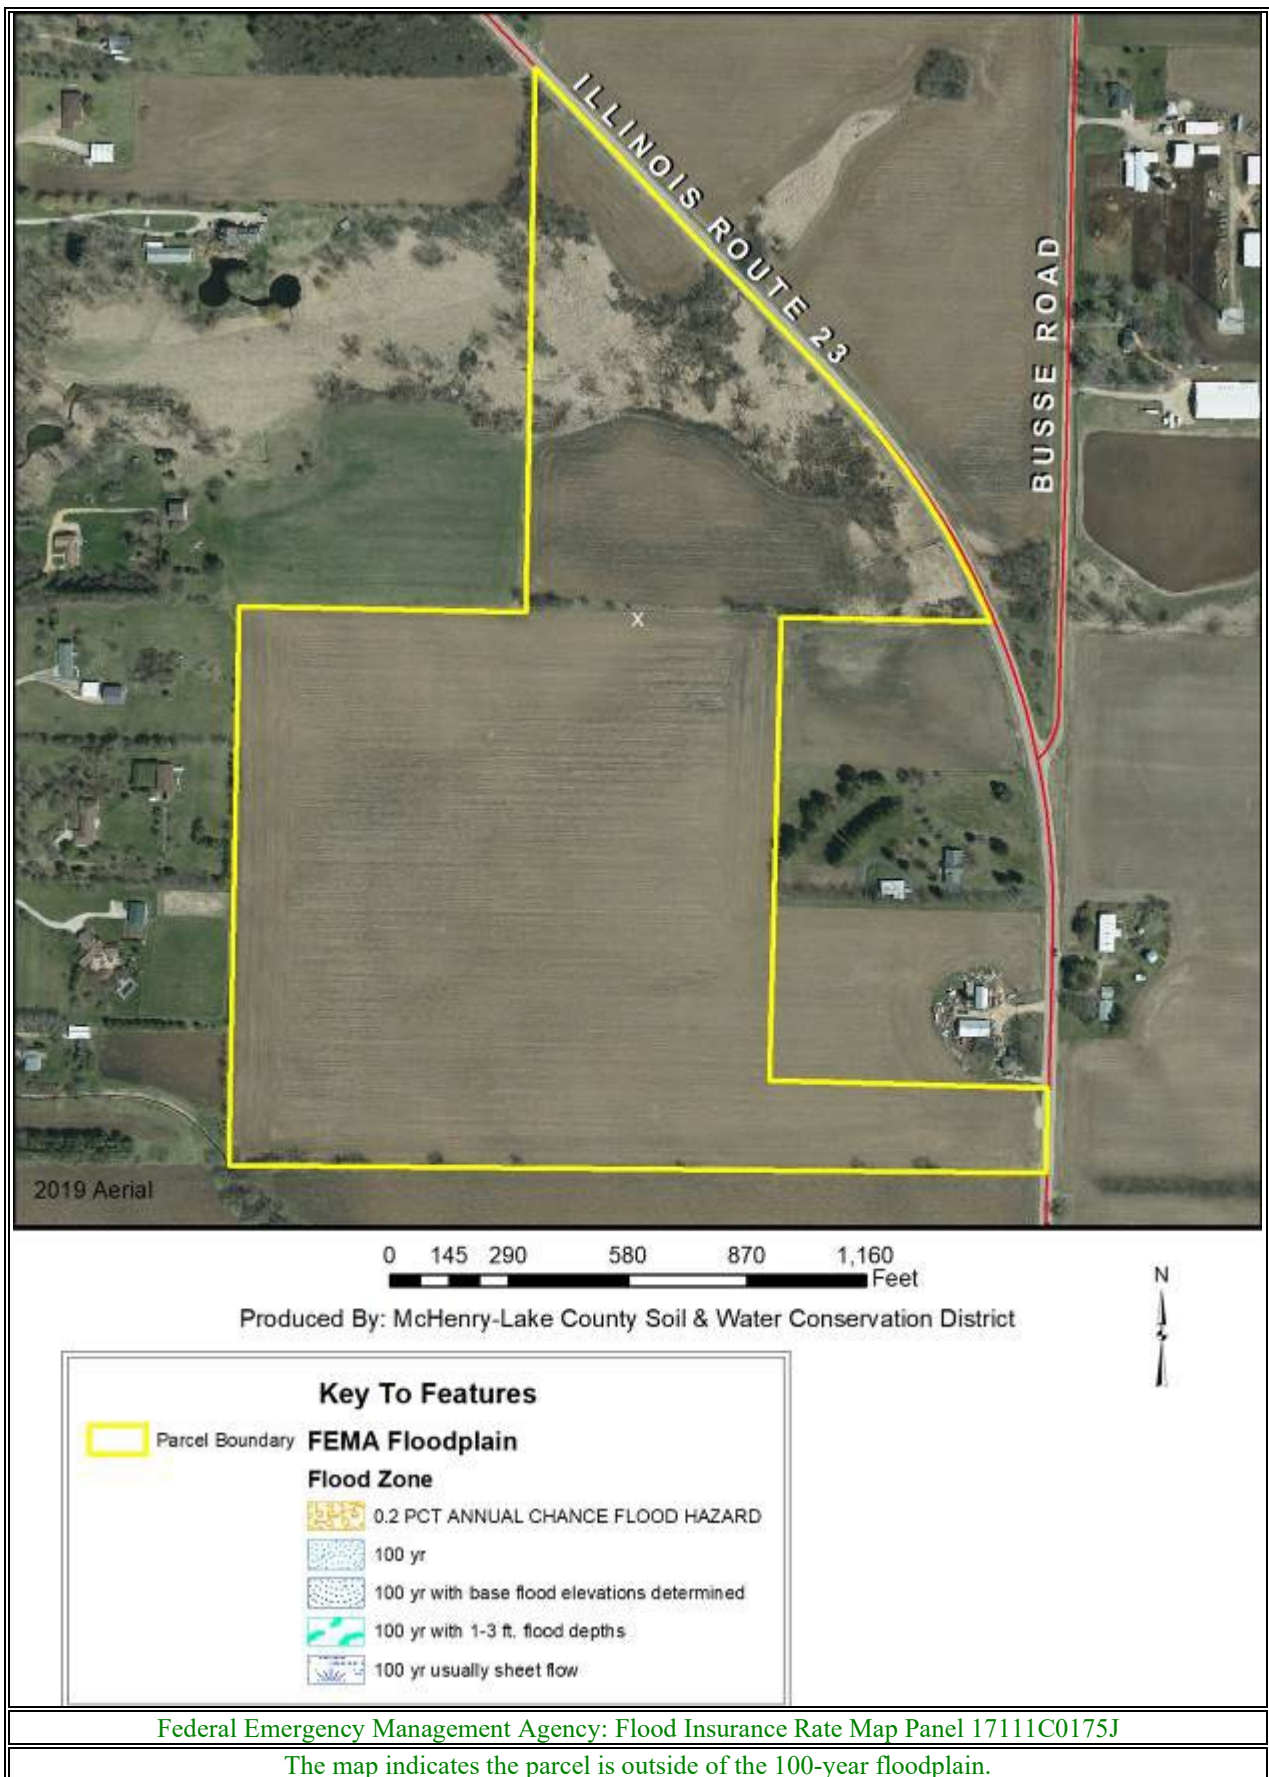 ILLINOIS ROUTE 23
BUSSE ROAD
X
2019 Aerial
0 145 290 580 870 1,160
Feet
N
Produced By: McHenry-Lake County Soil & Water Conservation District
Key To Features
Parcel Boundary
FEMA Floodplain
Flood Zone
0.2 PCT ANNUAL CHANCE FLOOD HAZARD
100 yr
100 yr with base flood elevations determined
100 yr with 1-3 ft. flood depths
100 yr usually sheet flow
Federal Emergency Management Agency: Flood Insurance Rate Map Panel 17111C0175J
The map indicates the parcel is outside of the 100-year floodplain.